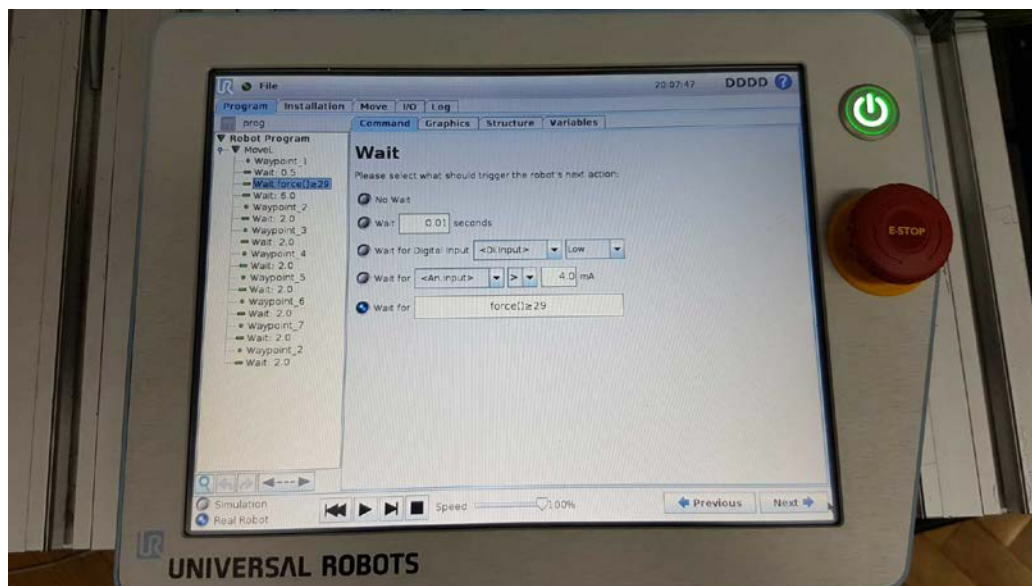 File 20:07:47 DDDD ?
Program Installation Move I/O Log
prog Command Graphics Structure Variables
Robot Program
MoveL
Waypoint_1
Wait: 0.5
Wait force()≥29
Wait: 6.0
Waypoint_2
Wait: 2.0
Waypoint_3
Wait: 2.0
Waypoint_4
Wait: 2.0
Waypoint_5
Wait: 2.0
Waypoint_6
Wait: 2.0
Waypoint_7
Wait: 2.0
Waypoint_2
Wait: 2.0
Wait
Please select what should trigger the robot's next action:
No Wait
Wait 0.01 seconds
Wait for Digital Input <Di.Input> Low
Wait for <An.Input> > 4.0 mA
Wait for force()≥29
Simulation
Real Robot
Speed 100%
Previous Next
E-STOP
UR
UNIVERSAL ROBOTS